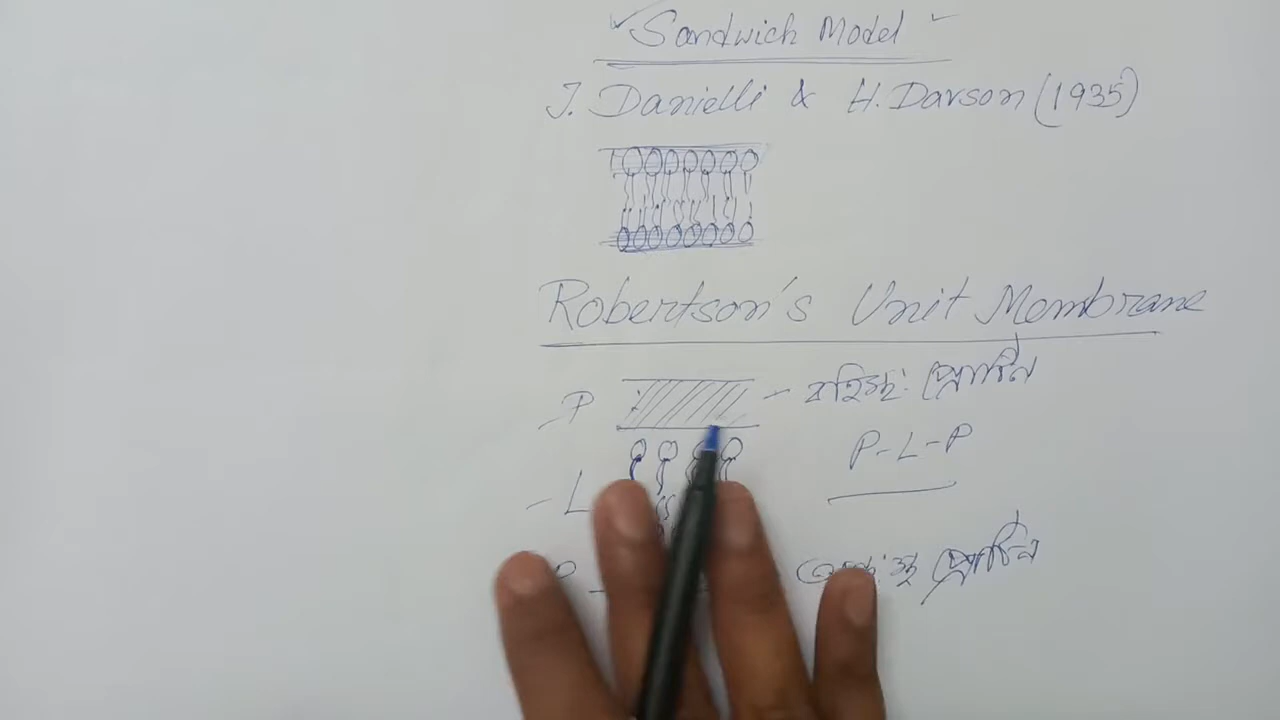 Sandwich Model
J. Danielli & H. Davson (1935)
Robertson's Unit Membrane
P - বহিস্থ: প্রোটিন
P-L-P
- L
প্রোটিন